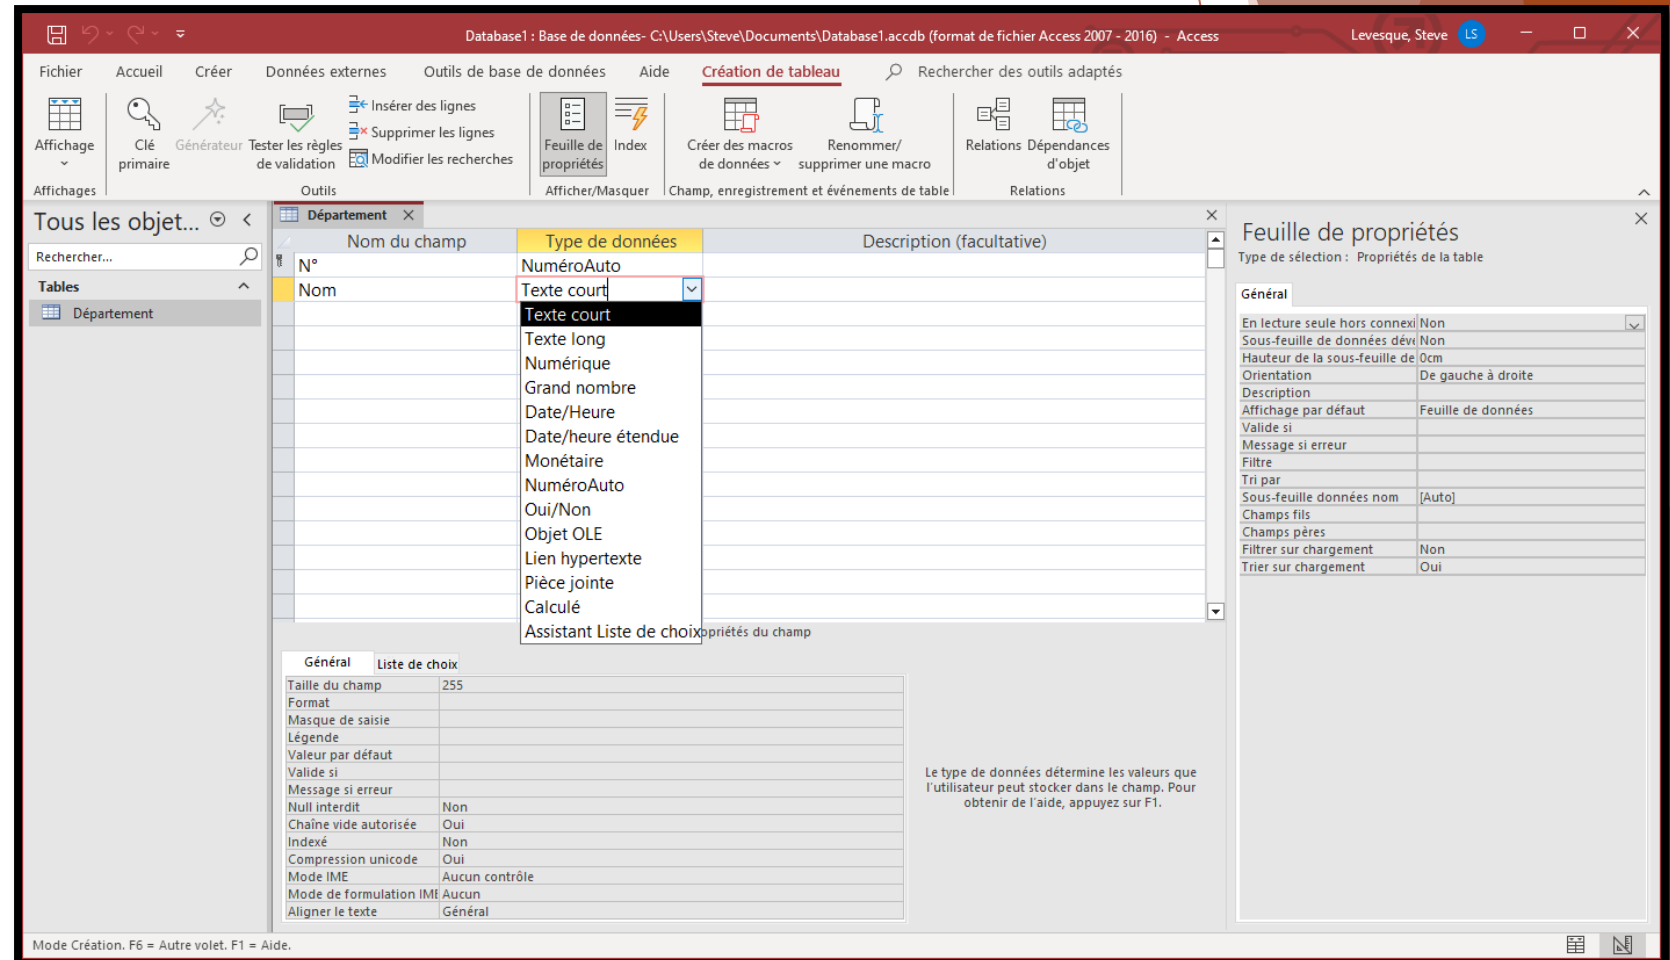 Database1 : Base de données- C:\Users\Steve\Documents\Database1.accdb (format de fichier Access 2007 - 2016) - Access
Levesque, Steve LS
Fichier Accueil Créer Données externes Outils de base de données Aide Création de tableau Rechercher des outils adaptés
Affichage
Clé primaire
Générateur
Tester les règles de validation
Insérer des lignes
Supprimer les lignes
Modifier les recherches
Feuille de propriétés
Index
Créer des macros de données
Renommer/ supprimer une macro
Relations
Dépendances d'objet
Affichages
Outils
Afficher/Masquer
Champ, enregistrement et événements de table
Relations
Tous les objet...
Rechercher...
Tables
Département
Département
Nom du champ Type de données Description (facultative)
N° NuméroAuto
Nom Texte court
Texte court
Texte long
Numérique
Grand nombre
Date/Heure
Date/heure étendue
Monétaire
NuméroAuto
Oui/Non
Objet OLE
Lien hypertexte
Pièce jointe
Calculé
Assistant Liste de choix
opriétés du champ
Général Liste de choix
Taille du champ 255
Format
Masque de saisie
Légende
Valeur par défaut
Valide si
Message si erreur
Null interdit Non
Chaîne vide autorisée Oui
Indexé Non
Compression unicode Oui
Mode IME Aucun contrôle
Mode de formulation IME Aucun
Aligner le texte Général
Le type de données détermine les valeurs que
l'utilisateur peut stocker dans le champ. Pour
obtenir de l'aide, appuyez sur F1.
Feuille de propriétés
Type de sélection : Propriétés de la table
Général
En lecture seule hors connexi Non
Sous-feuille de données déve Non
Hauteur de la sous-feuille de 0cm
Orientation De gauche à droite
Description
Affichage par défaut Feuille de données
Valide si
Message si erreur
Filtre
Tri par
Sous-feuille données nom [Auto]
Champs fils
Champs pères
Filtrer sur chargement Non
Trier sur chargement Oui
Mode Création. F6 = Autre volet. F1 = Aide.